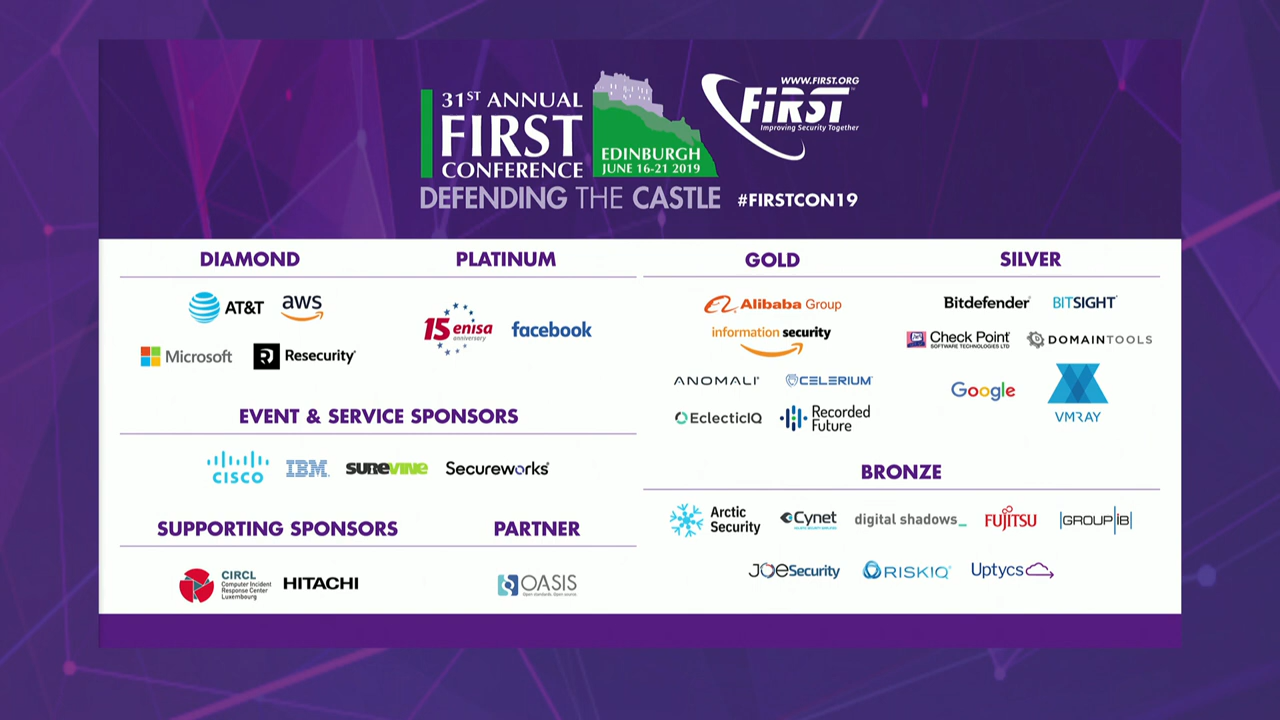 31ST ANNUAL
FIRST
CONFERENCE
EDINBURGH
JUNE 16-21 2019
DEFENDING THE CASTLE
WWW.FIRST.ORG
FiRST
Improving Security Together
#FIRSTCON19
DIAMOND
AT&T
aws
Microsoft
Resecurity
PLATINUM
15 enisa
anniversary
facebook
EVENT & SERVICE SPONSORS
CISCO
IBM
SUREVINE
Secureworks
SUPPORTING SPONSORS
CIRCL
Computer Incident
Response Center
Luxembourg
HITACHI
PARTNER
OASIS
Open standards. Open source.
GOLD
Alibaba Group
information security
ANOMALI
CELERIUM
EclecticIQ
Recorded
Future
SILVER
Bitdefender
BITSIGHT
Check Point
SOFTWARE TECHNOLOGIES LTD
DOMAINTOOLS
Google
VMRAY
BRONZE
Arctic
Security
Cynet
digital shadows_
FUJITSU
GROUP|iB
JOESecurity
RISKIQ
Uptycs